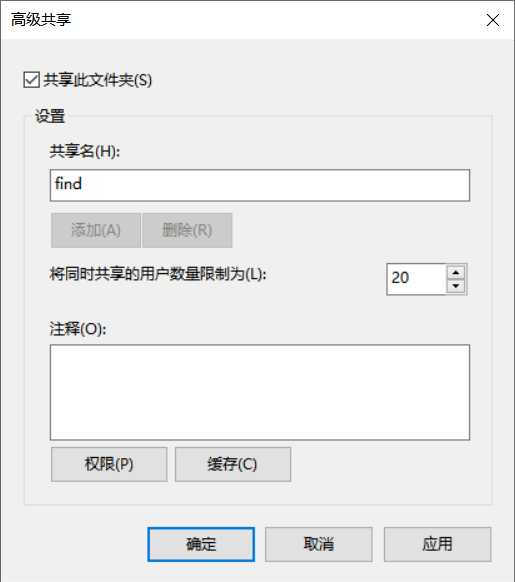 高级共享
共享此文件夹(S)
设置
共享名(H):
find
添加(A) 删除(R)
将同时共享的用户数量限制为(L): 20
注释(O):
权限(P) 缓存(C)
确定 取消 应用